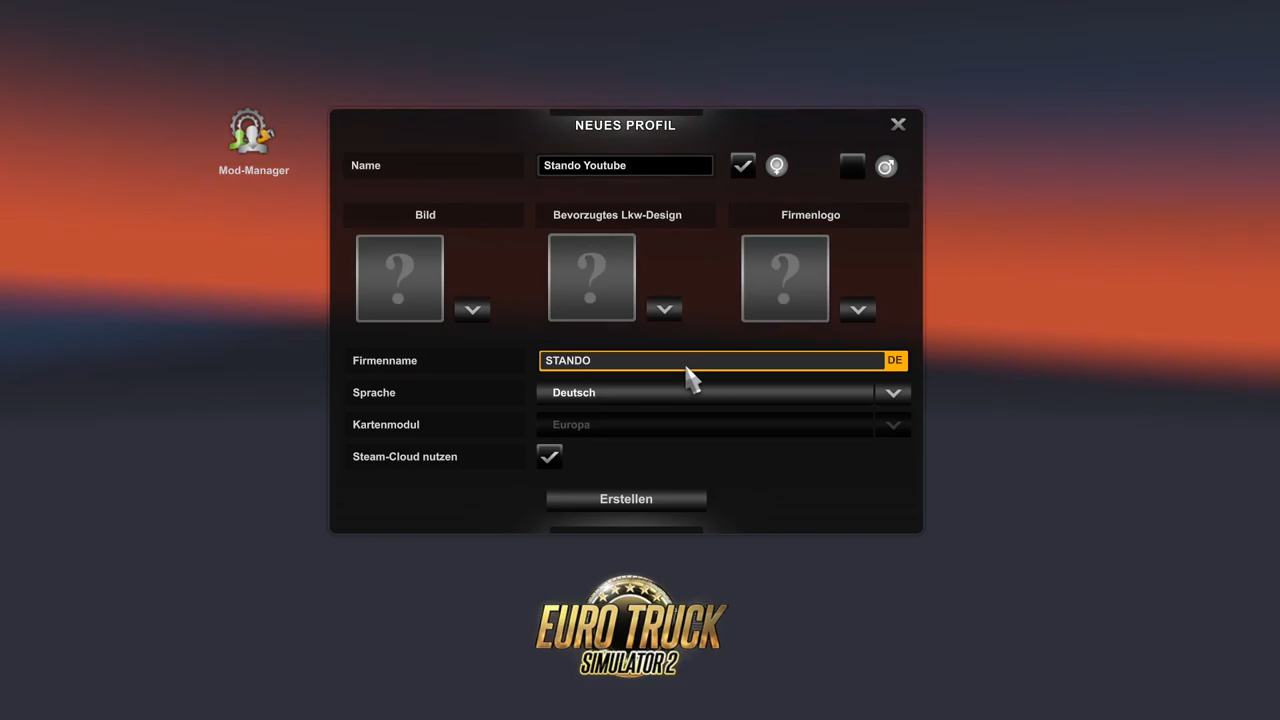 NEUES PROFIL
Mod-Manager
Name
Stando Youtube
Bild
Bevorzugtes Lkw-Design
Firmenlogo
?
?
?
Firmenname
STANDO
DE
Sprache
Deutsch
Kartenmodul
Europa
Steam-Cloud nutzen
Erstellen
EURO TRUCK
SIMULATOR 2